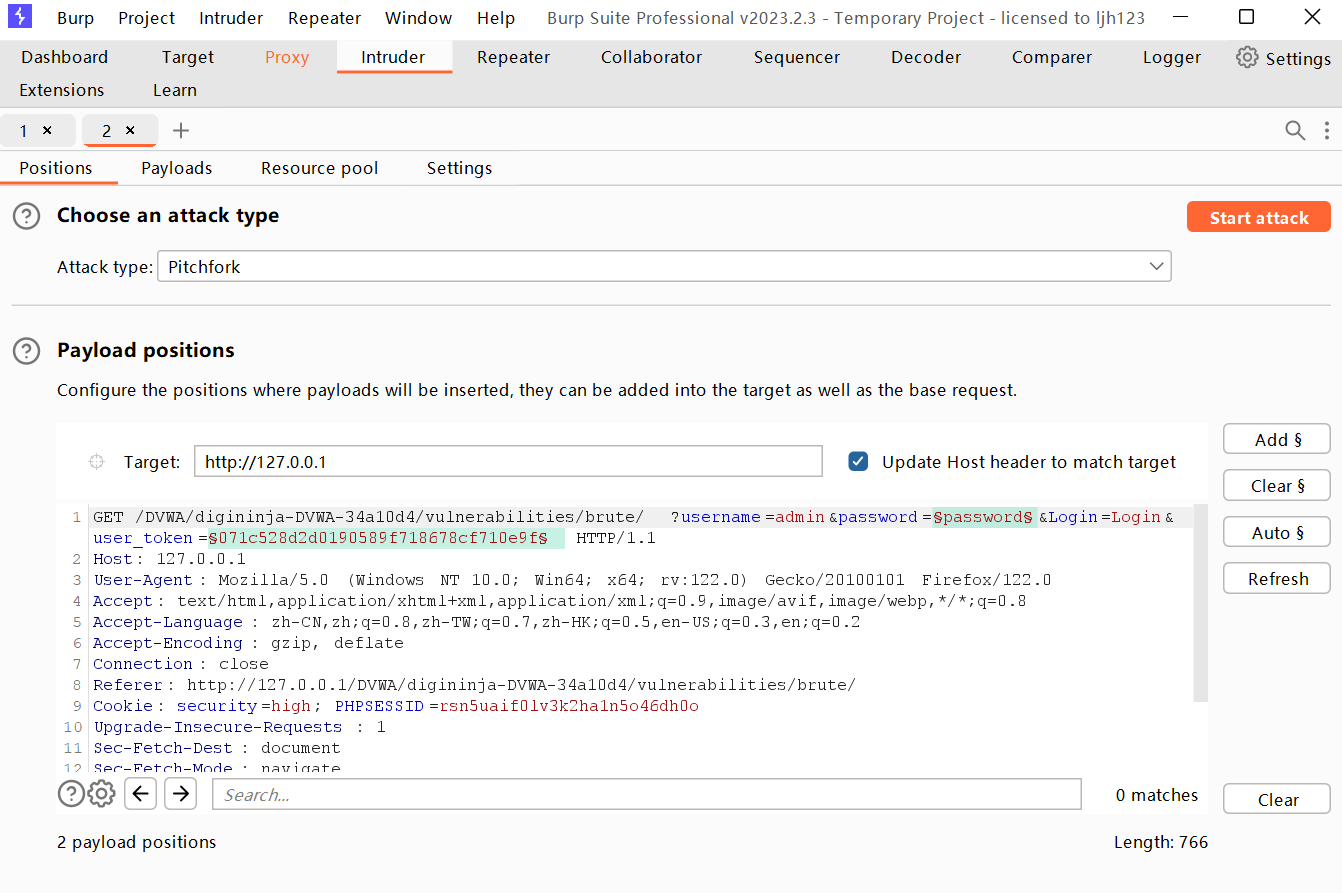 Burp Project Intruder Repeater Window Help Burp Suite Professional v2023.2.3 - Temporary Project - licensed to ljh123
Dashboard Target Proxy Intruder Repeater Collaborator Sequencer Decoder Comparer Logger Settings
Extensions Learn
1 × 2 × +
Positions Payloads Resource pool Settings
? Choose an attack type Start attack
Attack type: Pitchfork
? Payload positions
Configure the positions where payloads will be inserted, they can be added into the target as well as the base request.
Add §
Target: http://127.0.0.1 Update Host header to match target
Clear §
Auto §
Refresh
1 GET /DVWA/digininja-DVWA-34a10d4/vulnerabilities/brute/ ?username=admin&password=§password§&Login=Login&
user_token=§071c528d2d0190589f718678cf710e9f§ HTTP/1.1
2 Host: 127.0.0.1
3 User-Agent: Mozilla/5.0 (Windows NT 10.0; Win64; x64; rv:122.0) Gecko/20100101 Firefox/122.0
4 Accept: text/html,application/xhtml+xml,application/xml;q=0.9,image/avif,image/webp,*/*;q=0.8
5 Accept-Language: zh-CN,zh;q=0.8,zh-TW;q=0.7,zh-HK;q=0.5,en-US;q=0.3,en;q=0.2
6 Accept-Encoding: gzip, deflate
7 Connection: close
8 Referer: http://127.0.0.1/DVWA/digininja-DVWA-34a10d4/vulnerabilities/brute/
9 Cookie: security=high; PHPSESSID=rsn5uaif0lv3k2ha1n5o46dh0o
10 Upgrade-Insecure-Requests: 1
11 Sec-Fetch-Dest: document
12 Sec-Fetch-Mode: navigate
? Search... 0 matches Clear
2 payload positions Length: 766